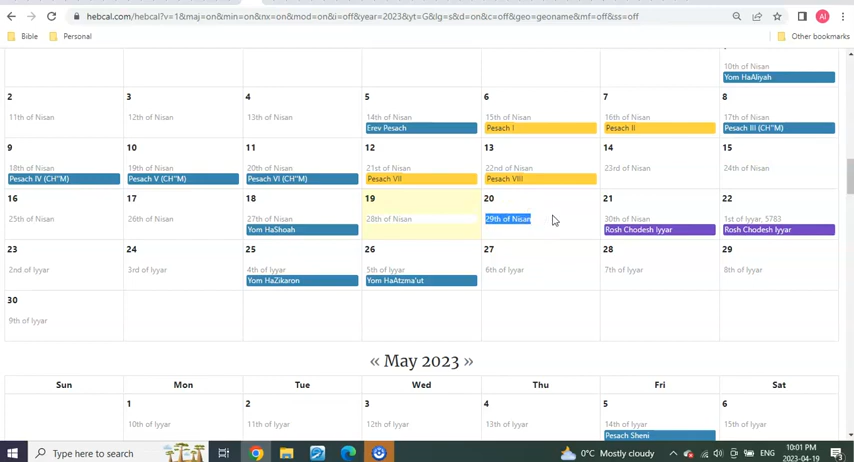 hebcal.com/hebcal?v=1&maj=on&min=on&nx=on&mod=on&i=off&year=2023&yt=G&lg=s&d=on&c=off&geo=geoname&mf=off&ss=off
AI
Bible Personal Other bookmarks
10th of Nisan
Yom HaAliyah
2 3 4 5 6 7 8
11th of Nisan 12th of Nisan 13th of Nisan 14th of Nisan 15th of Nisan 16th of Nisan 17th of Nisan
Erev Pesach Pesach I Pesach II Pesach III (CH"M)
9 10 11 12 13 14 15
18th of Nisan 19th of Nisan 20th of Nisan 21st of Nisan 22nd of Nisan 23rd of Nisan 24th of Nisan
Pesach IV (CH"M) Pesach V (CH"M) Pesach VI (CH"M) Pesach VII Pesach VIII
16 17 18 19 20 21 22
25th of Nisan 26th of Nisan 27th of Nisan 28th of Nisan 29th of Nisan 30th of Nisan 1st of Iyyar, 5783
Yom HaShoah Rosh Chodesh Iyyar Rosh Chodesh Iyyar
23 24 25 26 27 28 29
2nd of Iyyar 3rd of Iyyar 4th of Iyyar 5th of Iyyar 6th of Iyyar 7th of Iyyar 8th of Iyyar
Yom HaZikaron Yom HaAtzma'ut
30
9th of Iyyar
« May 2023 »
Sun Mon Tue Wed Thu Fri Sat
1 2 3 4 5 6
10th of Iyyar 11th of Iyyar 12th of Iyyar 13th of Iyyar 14th of Iyyar 15th of Iyyar
Pesach Sheni
Type here to search 0°C Mostly cloudy ENG 10:01 PM
2023-04-19
3